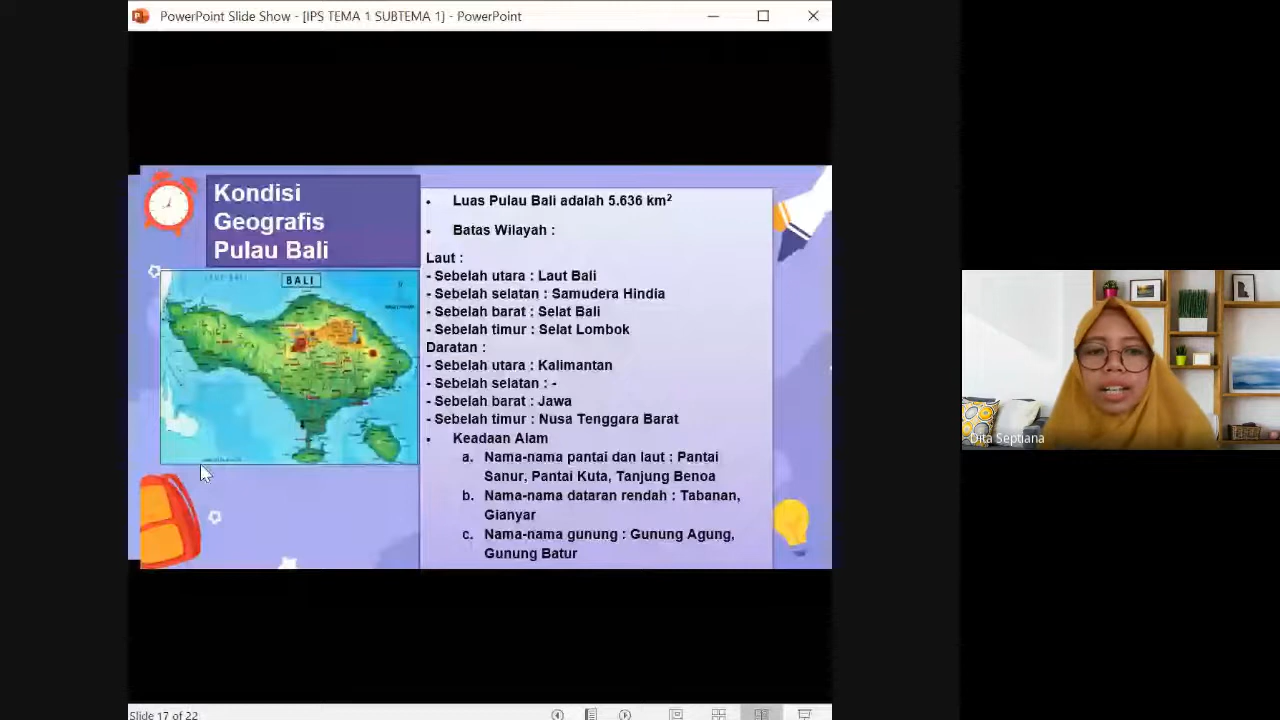 PowerPoint Slide Show - [IPS TEMA 1 SUBTEMA 1] - PowerPoint
Kondisi
Geografis
Pulau Bali
BALI
• Luas Pulau Bali adalah 5.636 km²
• Batas Wilayah :
Laut :
- Sebelah utara : Laut Bali
- Sebelah selatan : Samudera Hindia
- Sebelah barat : Selat Bali
- Sebelah timur : Selat Lombok
Daratan :
- Sebelah utara : Kalimantan
- Sebelah selatan : -
- Sebelah barat : Jawa
- Sebelah timur : Nusa Tenggara Barat
• Keadaan Alam
a. Nama-nama pantai dan laut : Pantai
Sanur, Pantai Kuta, Tanjung Benoa
b. Nama-nama dataran rendah : Tabanan,
Gianyar
c. Nama-nama gunung : Gunung Agung,
Gunung Batur
Dita Septiana
Slide 17 of 22